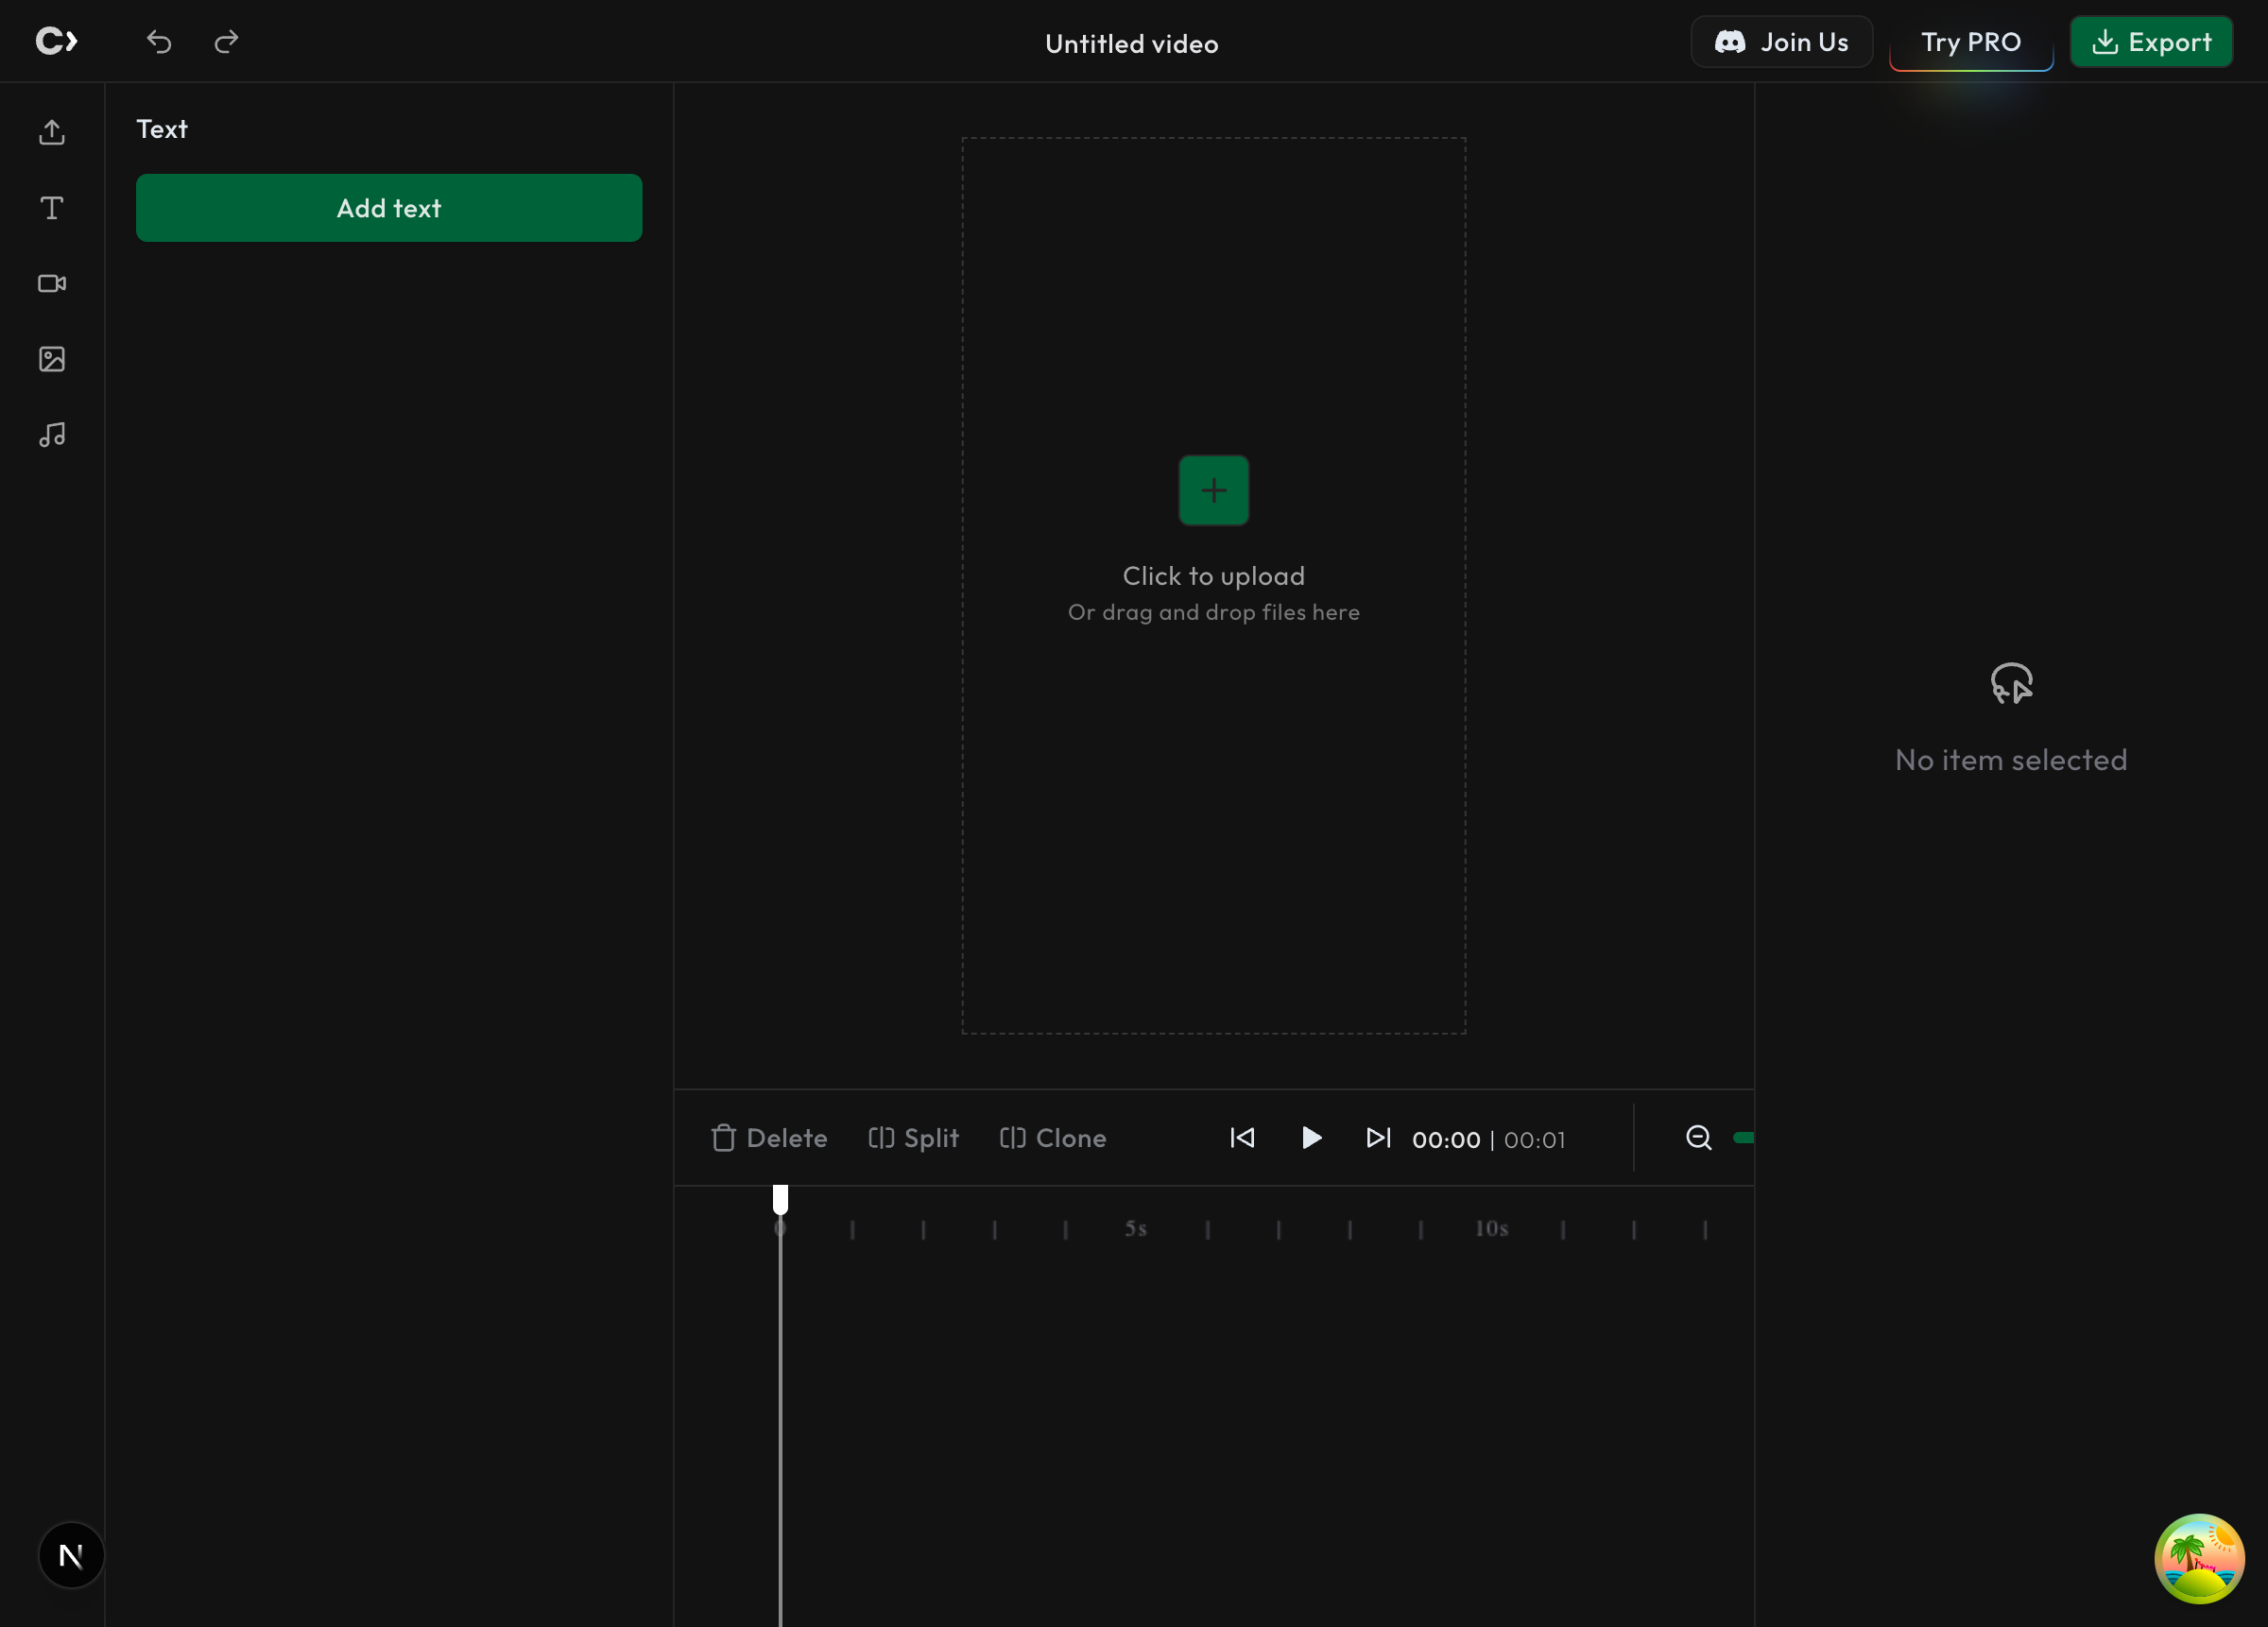 Untitled video
Join Us
Try PRO
Export
Text
Add text
Click to upload
Or drag and drop files here
No item selected
Delete
Split
Clone
00:00 | 00:01
0
5s
10s
N